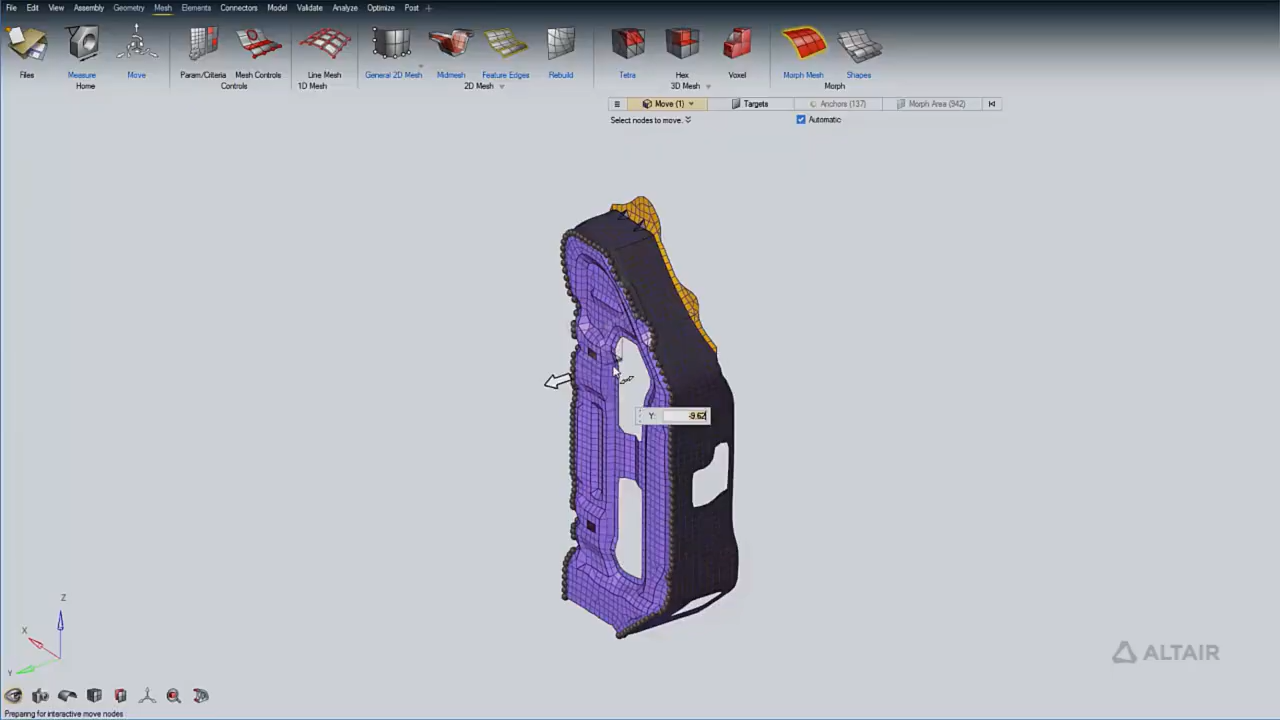 File Edit View Assembly Geometry Mesh Elements Connectors Model Validate Analyze Optimize Post +
Files Measure Move Param/Criteria Mesh Controls Line Mesh General 2D Mesh Midmesh Feature Edges Rebuild Tetra Hex Voxel Morph Mesh Shapes
Home Controls 1D Mesh 2D Mesh 3D Mesh Morph
Move (1) Targets Anchors (137) Morph Area (942)
Select nodes to move. Automatic
Y: -9.62
Z
X
Y
ALTAIR
Preparing for interactive move nodes